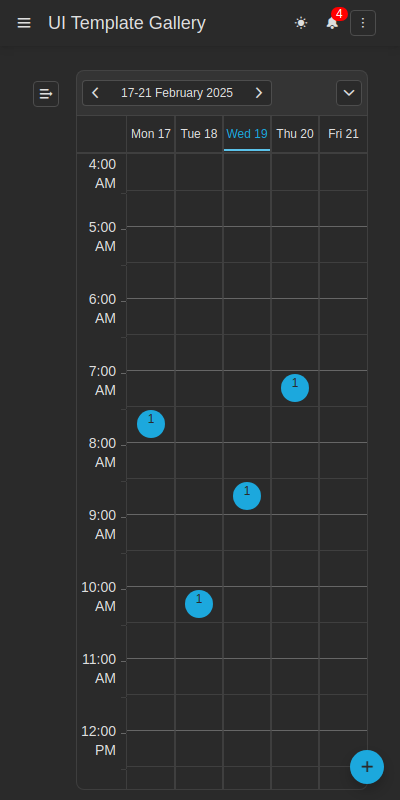 UI Template Gallery
4
17-21 February 2025
Mon 17 Tue 18 Wed 19 Thu 20 Fri 21
4:00
AM
5:00
AM
6:00
AM
7:00
AM
1
1
8:00
AM
1
9:00
AM
10:00
AM
1
11:00
AM
12:00
PM